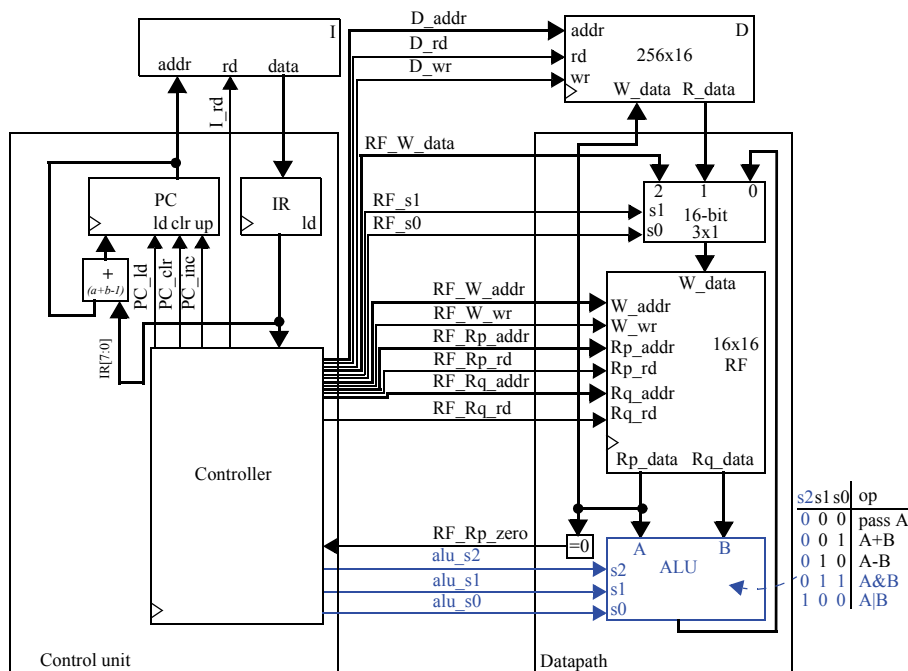 I
addr rd data
I_rd
D_addr
D_rd
D_wr
D
addr
rd
wr
256x16
W_data R_data
RF_W_data
RF_s1
RF_s0
2 1 0
s1
s0
16-bit
3x1
PC
ld clr up
IR
ld
+
(a+b-1)
PC_ld
PC_clr
PC_inc
IR[7:0]
RF_W_addr
RF_W_wr
RF_Rp_addr
RF_Rp_rd
RF_Rq_addr
RF_Rq_rd
W_data
W_addr
W_wr
Rp_addr
Rp_rd
Rq_addr
Rq_rd
16x16
RF
Rp_data Rq_data
Controller
RF_Rp_zero
=0
alu_s2
alu_s1
alu_s0
A B
ALU
s2
s1
s0
s2 s1 s0 op
0 0 0 pass A
0 0 1 A+B
0 1 0 A-B
0 1 1 A&B
1 0 0 A|B
Control unit
Datapath